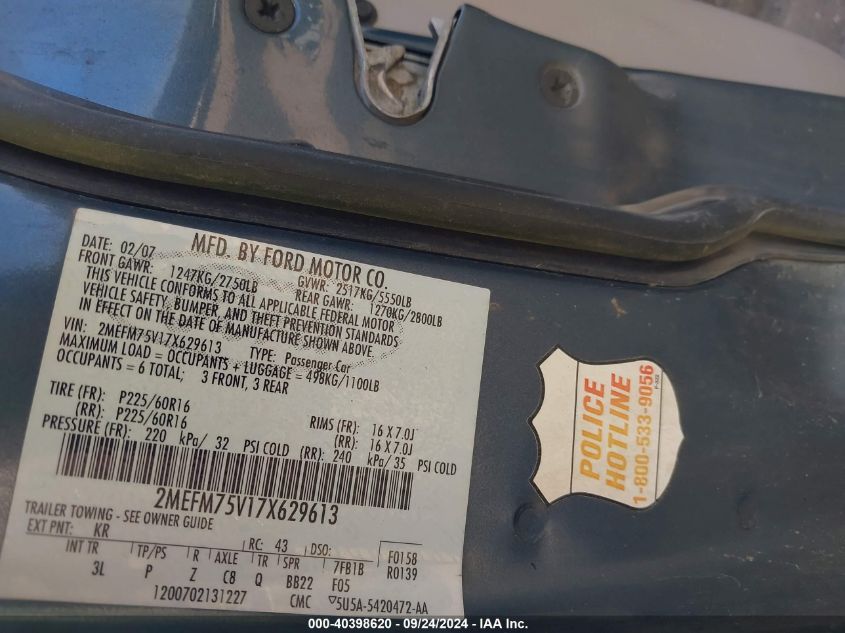 DATE: 02/07 MFD. BY FORD MOTOR CO.
FRONT GAWR: 1247KG/2750LB GVWR: 2517KG/5550LB
REAR GAWR: 1270KG/2800LB
THIS VEHICLE CONFORMS TO ALL APPLICABLE FEDERAL MOTOR
VEHICLE SAFETY, BUMPER, AND THEFT PREVENTION STANDARDS
IN EFFECT ON THE DATE OF MANUFACTURE SHOWN ABOVE.
VIN: 2MEFM75V17X629613 TYPE: Passenger Car
MAXIMUM LOAD = OCCUPANTS + LUGGAGE = 498KG/1100LB
OCCUPANTS = 6 TOTAL; 3 FRONT, 3 REAR
TIRE (FR): P225/60R16 RIMS (FR): 16 X 7.0J
(RR): P225/60R16 (RR): 16 X 7.0J
PRESSURE (FR): 220 kPa/ 32 PSI COLD (RR): 240 kPa/35 PSI COLD
2MEFM75V17X629613
TRAILER TOWING - SEE OWNER GUIDE
EXT PNT: KR RC: 43 DSO: F0158
INT TR TP/PS R AXLE TR SPR 7FB1B R0139
3L P Z C8 Q BB22 F05
1200702131227 CMC ▽5U5A-5420472-AA
POLICE
HOTLINE
1-800-533-9056
000-40398620 - 09/24/2024 - IAA Inc.